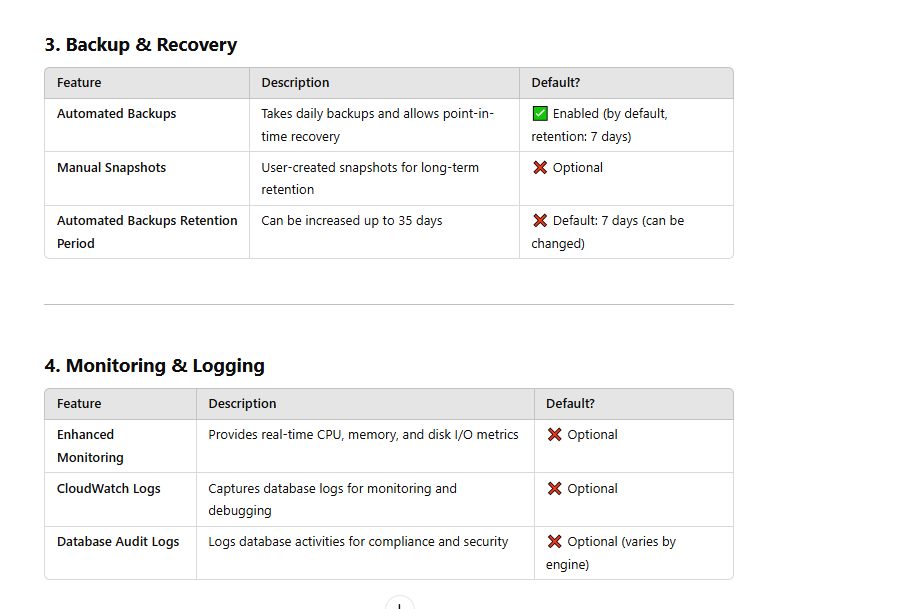 3. Backup & Recovery
Feature Description Default?
Automated Backups Takes daily backups and allows point-in- ✅ Enabled (by default,
time recovery retention: 7 days)
Manual Snapshots User-created snapshots for long-term ❌ Optional
retention
Automated Backups Retention Can be increased up to 35 days ❌ Default: 7 days (can be
Period changed)
4. Monitoring & Logging
Feature Description Default?
Enhanced Provides real-time CPU, memory, and disk I/O metrics ❌ Optional
Monitoring
CloudWatch Logs Captures database logs for monitoring and ❌ Optional
debugging
Database Audit Logs Logs database activities for compliance and security ❌ Optional (varies by
engine)